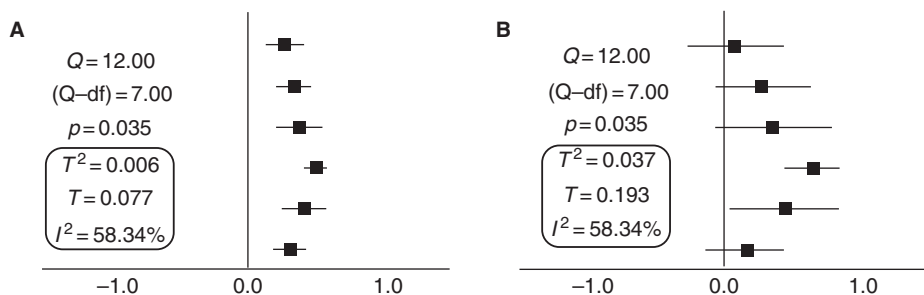 A
Q = 12.00
(Q–df) = 7.00
p = 0.035
T² = 0.006
T = 0.077
I² = 58.34%
–1.0 0.0 1.0
B
Q = 12.00
(Q–df) = 7.00
p = 0.035
T² = 0.037
T = 0.193
I² = 58.34%
–1.0 0.0 1.0